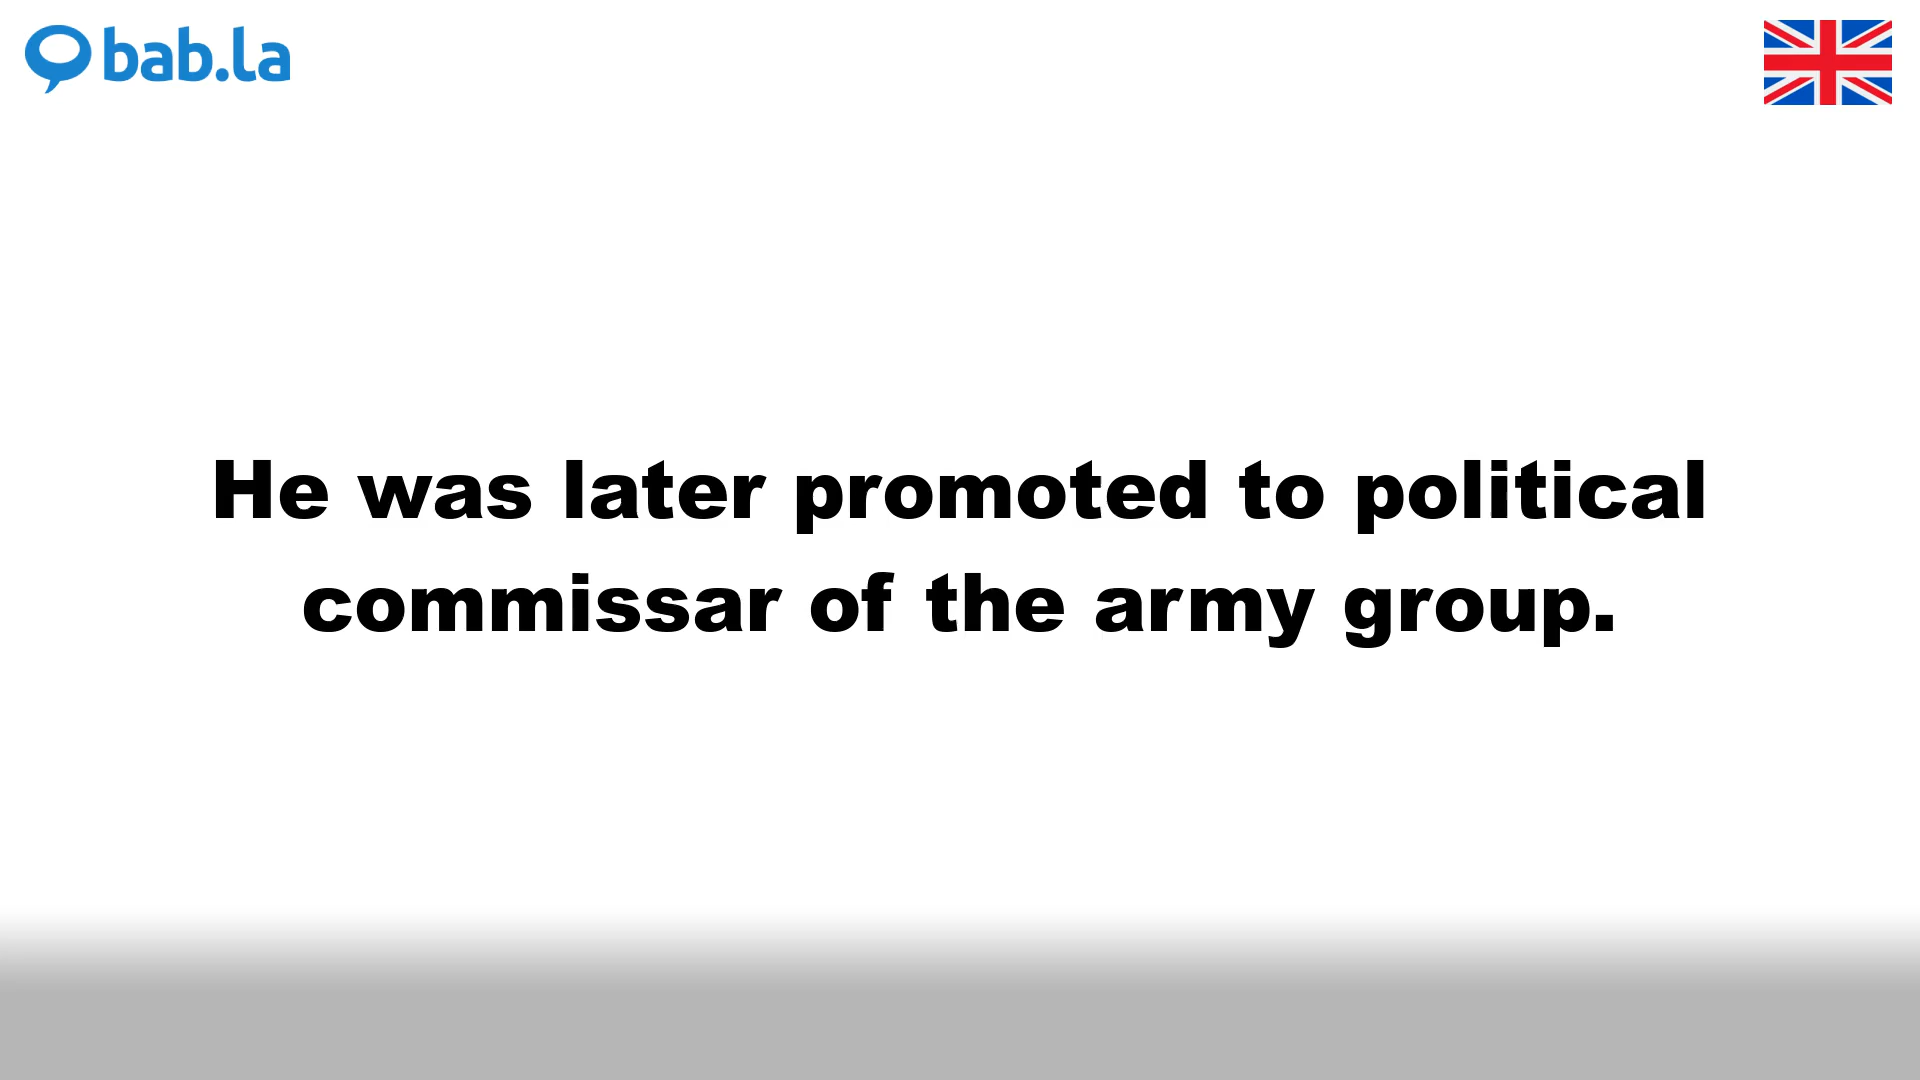 bab.la
He was later promoted to political
commissar of the army group.